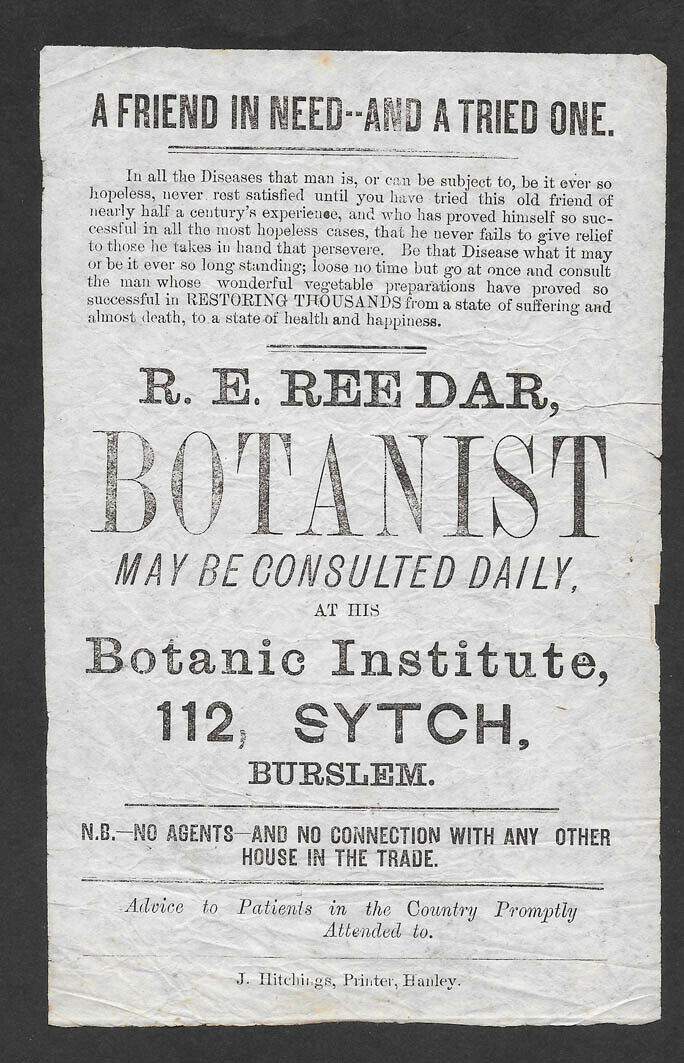 A FRIEND IN NEED--AND A TRIED ONE.
In all the Diseases that man is, or can be subject to, be it ever so
hopeless, never rest satisfied until you have tried this old friend of
nearly half a century's experience, and who has proved himself so suc-
cessful in all the most hopeless cases, that he never fails to give relief
to those he takes in hand that persevere. Be that Disease what it may
or be it ever so long standing; loose no time but go at once and consult
the man whose wonderful vegetable preparations have proved so
successful in RESTORING THOUSANDS from a state of suffering and
almost death, to a state of health and happiness.
R. E. REE DAR,
BOTANIST
MAY BE CONSULTED DAILY,
AT HIS
Botanic Institute,
112, SYTCH,
BURSLEM.
N.B.—NO AGENTS—AND NO CONNECTION WITH ANY OTHER
HOUSE IN THE TRADE.
Advice to Patients in the Country Promptly
Attended to.
J. Hitchings, Printer, Hanley.